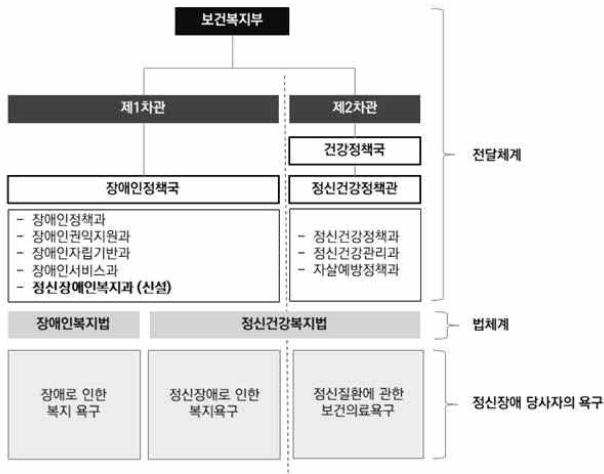 보건복지부
제1차관
제2차관
건강정책국
전달체계
장애인정책국
정신건강정책관
- 장애인정책과
- 장애인권익지원과
- 장애인자립기반과
- 장애인서비스과
- 정신장애인복지과 (신설)
- 정신건강정책과
- 정신건강관리과
- 자살예방정책과
장애인복지법
정신건강복지법
법체계
장애로 인한
복지 욕구
정신장애로 인한
복지욕구
정신질환에 관한
보건의료욕구
정신장애 당사자의 욕구